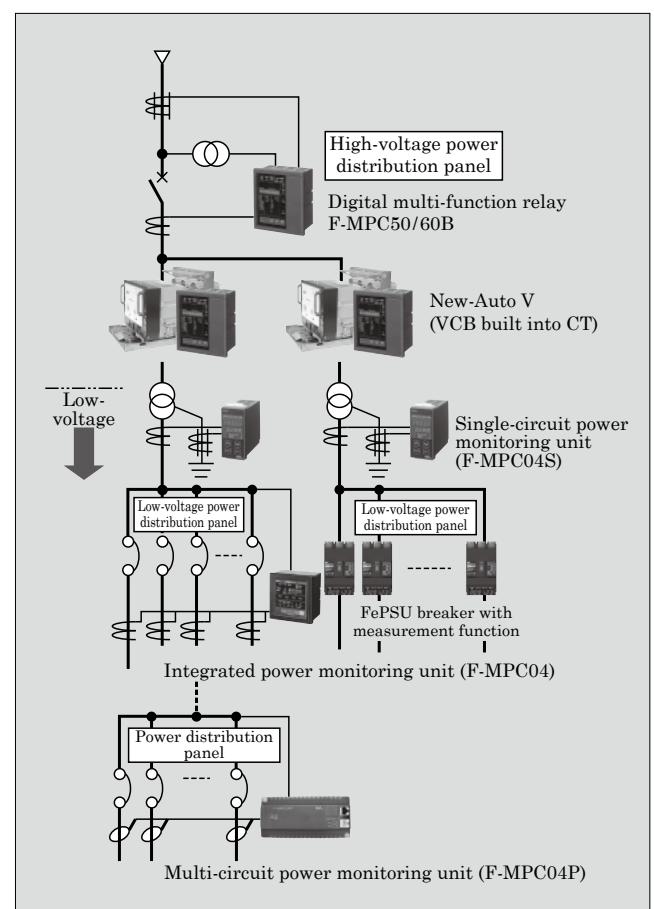 High-voltage power
distribution panel
Digital multi-function relay
F-MPC50/60B
New-Auto V
(VCB built into CT)
Low-
voltage
Single-circuit power
monitoring unit
(F-MPC04S)
Low-voltage power
distribution panel
Low-voltage power
distribution panel
FePSU breaker with
measurement function
Integrated power monitoring unit (F-MPC04)
Power distribution
panel
Multi-circuit power monitoring unit (F-MPC04P)